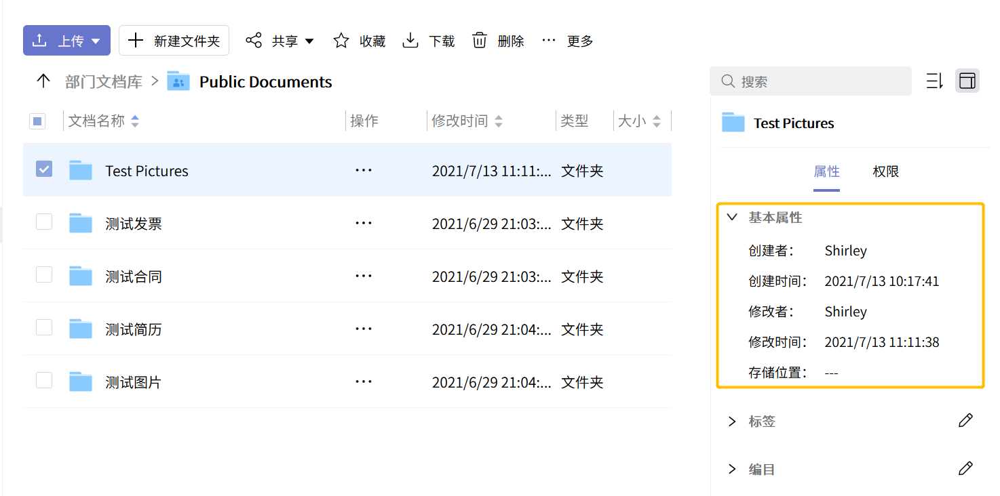 上传 新建文件夹 共享 收藏 下载 删除 ··· 更多
部门文档库 > Public Documents
搜索
文档名称 操作 修改时间 类型 大小
Test Pictures ··· 2021/7/13 11:11:... 文件夹
测试发票 ··· 2021/6/29 21:03:... 文件夹
测试合同 ··· 2021/6/29 21:03:... 文件夹
测试简历 ··· 2021/6/29 21:04:... 文件夹
测试图片 ··· 2021/6/29 21:04:... 文件夹
Test Pictures
属性 权限
基本属性
创建者： Shirley
创建时间： 2021/7/13 10:17:41
修改者： Shirley
修改时间： 2021/7/13 11:11:38
存储位置： ---
标签
编目